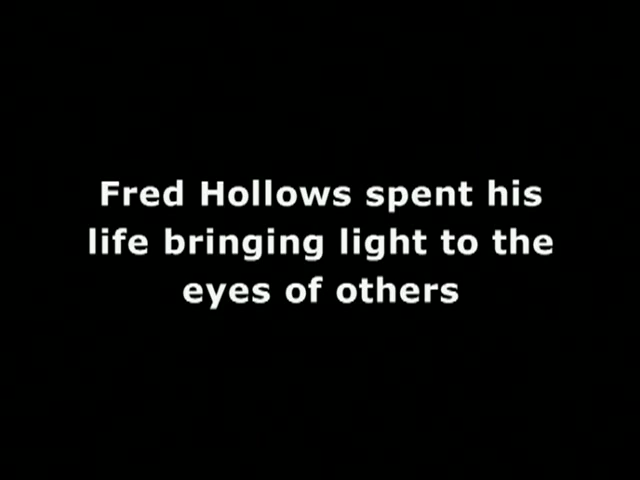 Fred Hollows spent his
life bringing light to the
eyes of others